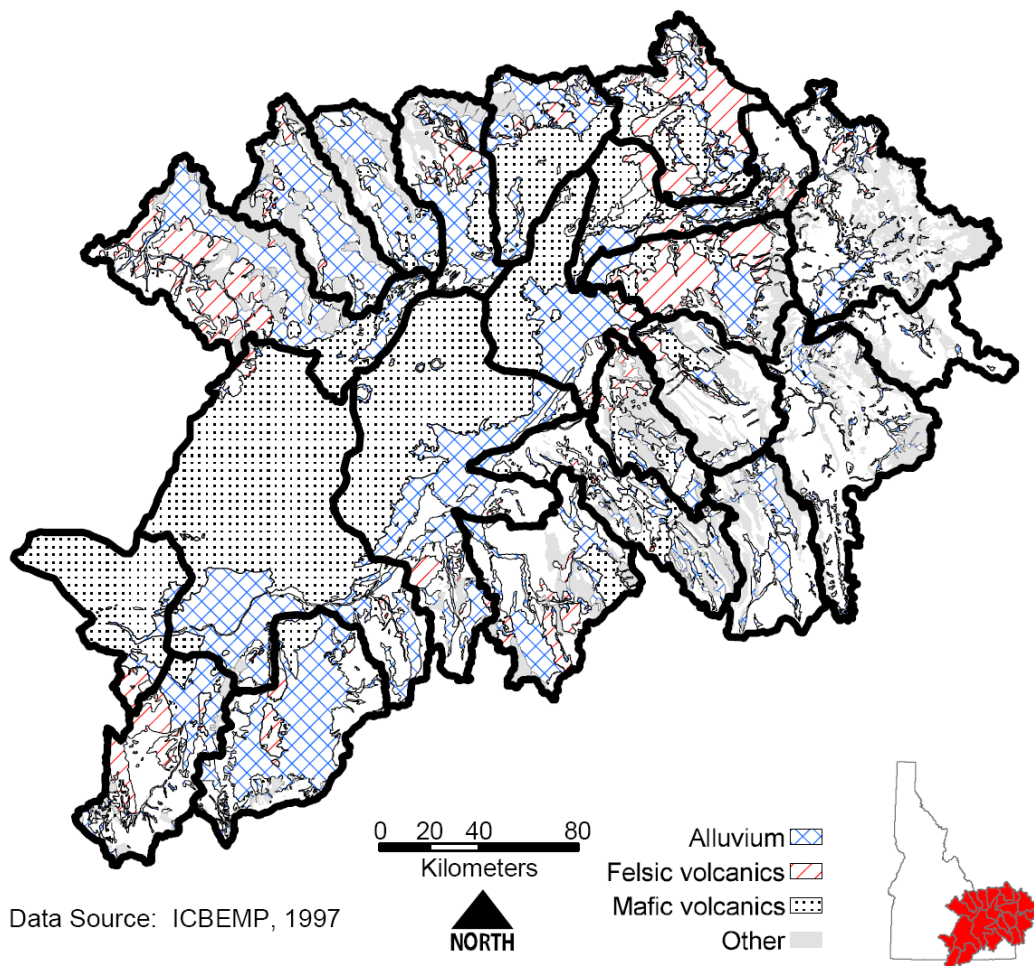 0 20 40 80
Kilometers
Alluvium
Felsic volcanics
Mafic volcanics
Other
Data Source: ICBEMP, 1997
NORTH